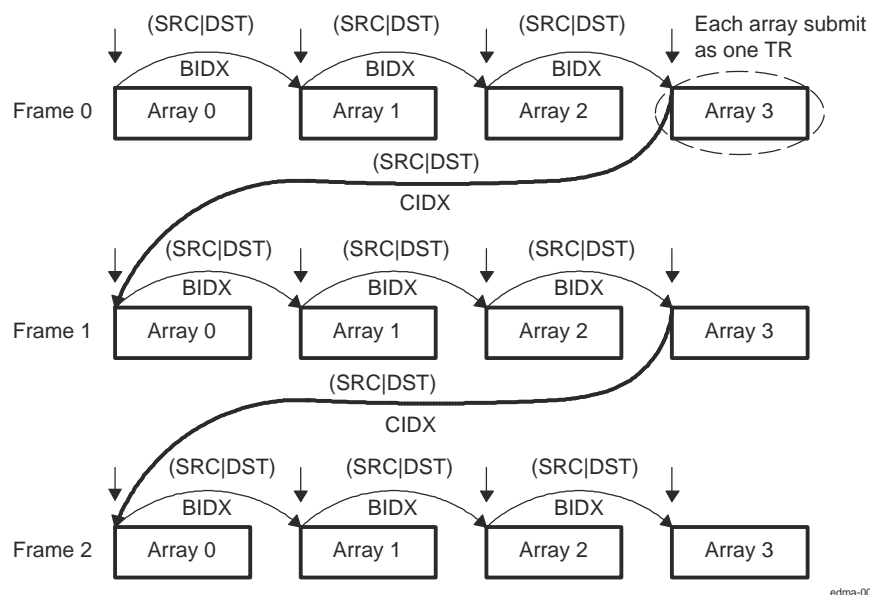 (SRC|DST) (SRC|DST) (SRC|DST) Each array submit
as one TR
BIDX BIDX BIDX
Frame 0 Array 0 Array 1 Array 2 Array 3
(SRC|DST)
CIDX
(SRC|DST) (SRC|DST) (SRC|DST)
BIDX BIDX BIDX
Frame 1 Array 0 Array 1 Array 2 Array 3
(SRC|DST)
CIDX
(SRC|DST) (SRC|DST) (SRC|DST)
BIDX BIDX BIDX
Frame 2 Array 0 Array 1 Array 2 Array 3
edma-00